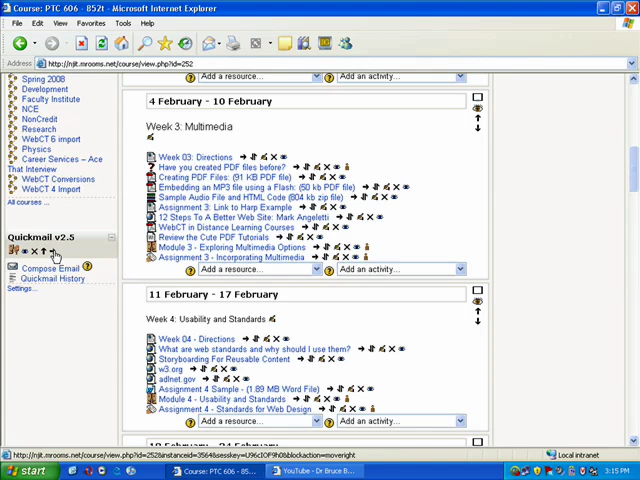 Course: PTC 606 - 852t - Microsoft Internet Explorer
File Edit View Favorites Tools Help
Back
Address http://njit.mrooms.net/course/view.php?id=252
Spring 2008
Development
Faculty Institute
NCE
NonCredit
Research
WebCT 6 import
Physics
Career Services - Ace
That Interview
WebCT Conversions
WebCT 4 Import
All courses ...
Quickmail v2.5
Compose Email
Quickmail History
Settings...
Add a resource... Add an activity...
4 February - 10 February
Week 3: Multimedia
Week 03: Directions
Have you created PDF files before?
Creating PDF Files: (91 KB PDF file)
Embedding an MP3 file using a Flash: (50 kb PDF file)
Sample Audio File and HTML Code (804 kb zip file)
Assignment 3: Link to Harp Example
12 Steps To A Better Web Site: Mark Angeletti
WebCT in Distance Learning Courses
Review the Cute PDF Tutorials
Module 3 - Exploring Multimedia Options
Assignment 3 - Incorporating Multimedia
Add a resource... Add an activity...
11 February - 17 February
Week 4: Usability and Standards
Week 04 - Directions
What are web standards and why should I use them?
Storyboarding For Reusable Content
w3.org
adlnet.gov
Assignment 4 Sample - (1.89 MB Word File)
Module 4 - Usability and Standards
Assignment 4 - Standards for Web Design
Add a resource... Add an activity...
18 February - 24 February
http://njit.mrooms.net/course/view.php?id=252&instanceid=3564&sesskey=U96cIOF9h0&blockaction=moveright
Local intranet
start
Course: PTC 606 - 85...
YouTube - Dr Bruce B...
3:15 PM